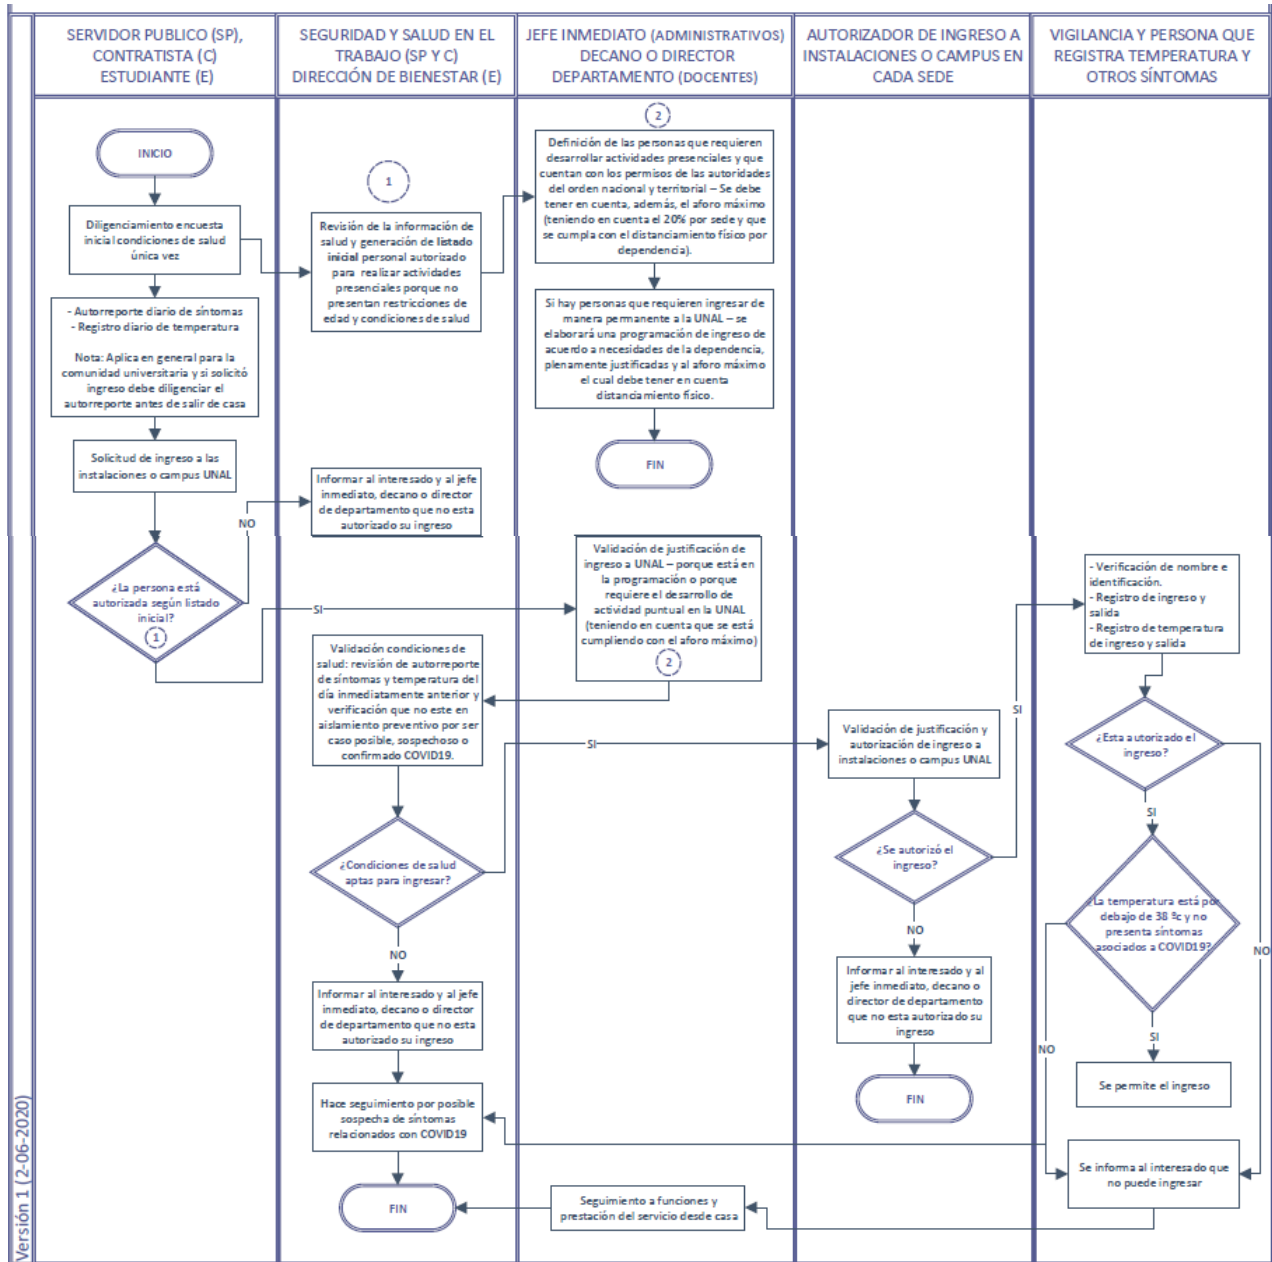 SERVIDOR PUBLICO (SP),
CONTRATISTA (C)
ESTUDIANTE (E)
SEGURIDAD Y SALUD EN EL
TRABAJO (SP Y C)
DIRECCIÓN DE BIENESTAR (E)
JEFE INMEDIATO (ADMINISTRATIVOS)
DECANO O DIRECTOR
DEPARTAMENTO (DOCENTES)
AUTORIZADOR DE INGRESO A
INSTALACIONES O CAMPUS EN
CADA SEDE
VIGILANCIA Y PERSONA QUE
REGISTRA TEMPERATURA Y
OTROS SÍNTOMAS
INICIO
Diligenciamiento encuesta
inicial condiciones de salud
única vez
- Autorreporte diario de síntomas
- Registro diario de temperatura
Nota: Aplica en general para la
comunidad universitaria y si solicitó
ingreso debe diligenciar el
autorreporte antes de salir de casa
Solicitud de ingreso a las
instalaciones o campus UNAL
¿La persona está
autorizada según listado
inicial?
1
NO
SI
1
Revisión de la información de
salud y generación de listado
inicial personal autorizado
para realizar actividades
presenciales porque no
presentan restricciones de
edad y condiciones de salud
Informar al interesado y al jefe
inmediato, decano o director
de departamento que no esta
autorizado su ingreso
Validación condiciones de
salud: revisión de autorreporte
de síntomas y temperatura del
día inmediatamente anterior y
verificación que no este en
aislamiento preventivo por ser
caso posible, sospechoso o
confirmado COVID19.
¿Condiciones de salud
aptas para ingresar?
SI
NO
Informar al interesado y al jefe
inmediato, decano o director
de departamento que no esta
autorizado su ingreso
Hace seguimiento por posible
sospecha de síntomas
relacionados con COVID19
FIN
2
Definición de las personas que requieren
desarrollar actividades presenciales y que
cuentan con los permisos de las autoridades
del orden nacional y territorial – Se debe
tener en cuenta, además, el aforo máximo
(teniendo en cuenta el 20% por sede y que
se cumpla con el distanciamiento físico por
dependencia).
Si hay personas que requieren ingresar de
manera permanente a la UNAL – se
elaborará una programación de ingreso de
acuerdo a necesidades de la dependencia,
plenamente justificadas y al aforo máximo
el cual debe tener en cuenta
distanciamiento físico.
FIN
Validación de justificación de
ingreso a UNAL – porque está en
la programación o porque
requiere el desarrollo de
actividad puntual en la UNAL
(teniendo en cuenta que se está
cumpliendo con el aforo máximo)
2
Seguimiento a funciones y
prestación del servicio desde casa
Validación de justificación y
autorización de ingreso a
instalaciones o campus UNAL
¿Se autorizó el
ingreso?
SI
NO
Informar al interesado y al
jefe inmediato, decano o
director de departamento
que no esta autorizado su
ingreso
FIN
- Verificación de nombre e
identificación.
- Registro de ingreso y
salida
- Registro de temperatura
de ingreso y salida
¿Esta autorizado el
ingreso?
SI
NO
¿La temperatura está por
debajo de 38 ºc y no
presenta síntomas
asociados a COVID19?
SI
NO
Se permite el ingreso
Se informa al interesado que
no puede ingresar
Versión 1 (2-06-2020)